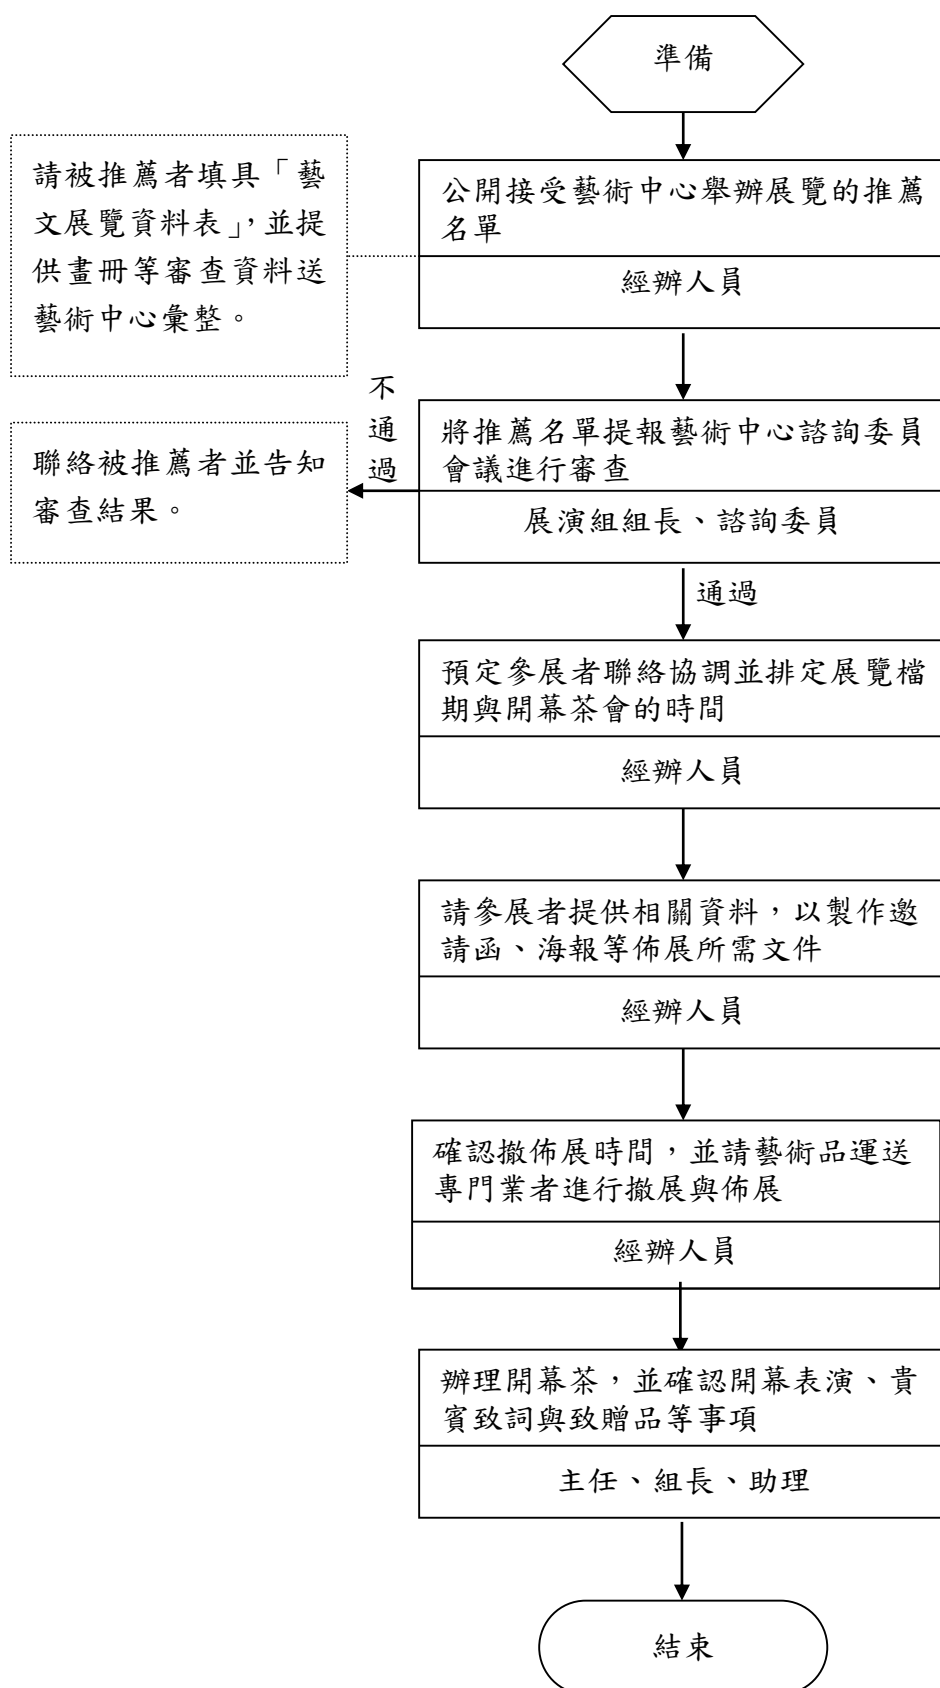 準備
請被推薦者填具「藝
文展覽資料表」，並提
供畫冊等審查資料送
藝術中心彙整。
公開接受藝術中心舉辦展覽的推薦
名單
經辦人員
不
通
過
將推薦名單提報藝術中心諮詢委員
會議進行審查
展演組組長、諮詢委員
聯絡被推薦者並告知
審查結果。
通過
預定參展者聯絡協調並排定展覽檔
期與開幕茶會的時間
經辦人員
請參展者提供相關資料，以製作邀
請函、海報等佈展所需文件
經辦人員
確認撤佈展時間，並請藝術品運送
專門業者進行撤展與佈展
經辦人員
辦理開幕茶，並確認開幕表演、貴
賓致詞與致贈品等事項
主任、組長、助理
結束